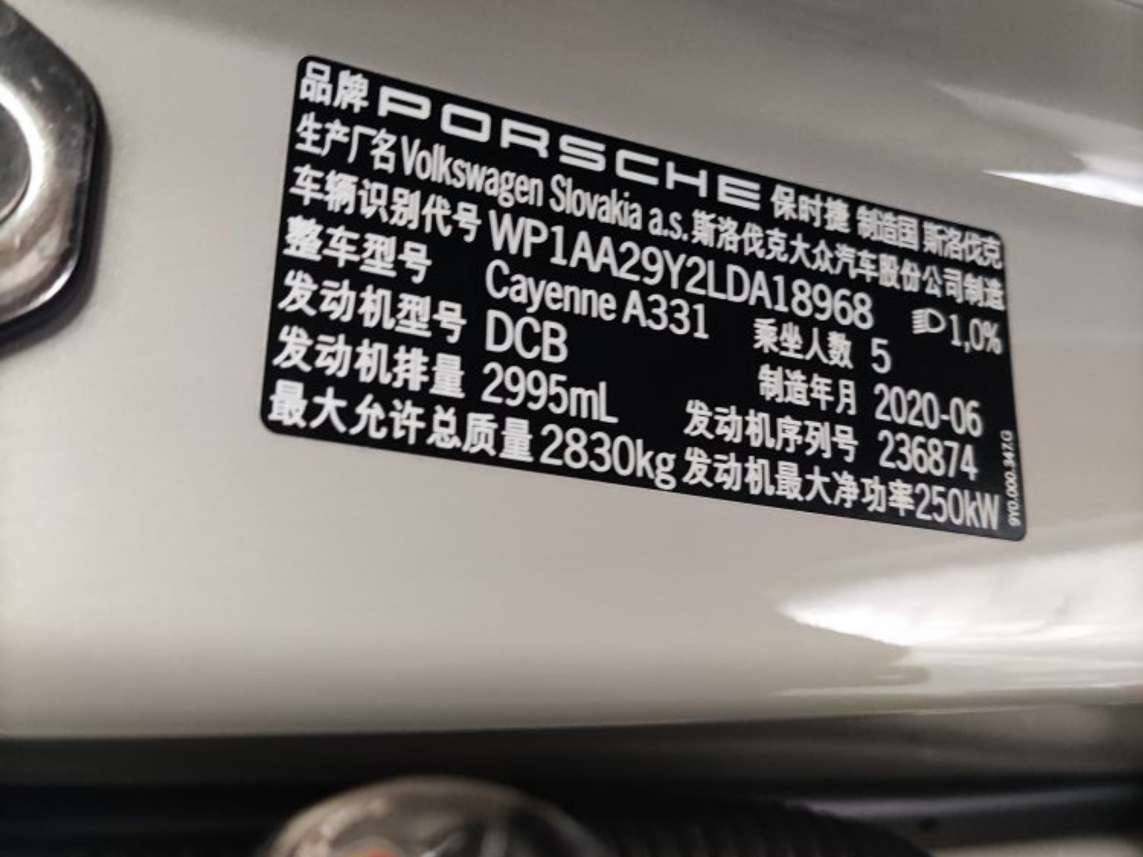 品牌 PORSCHE 保时捷 制造国 斯洛伐克
生产厂名 Volkswagen Slovakia a.s. 斯洛伐克大众汽车股份公司制造
车辆识别代号 WP1AA29Y2LDA18968 1,0%
整车型号 Cayenne A331 乘坐人数 5
发动机型号 DCB 制造年月 2020-06
发动机排量 2995mL 发动机序列号 236874
最大允许总质量 2830kg 发动机最大净功率 250kW
9Y0.000.347.G